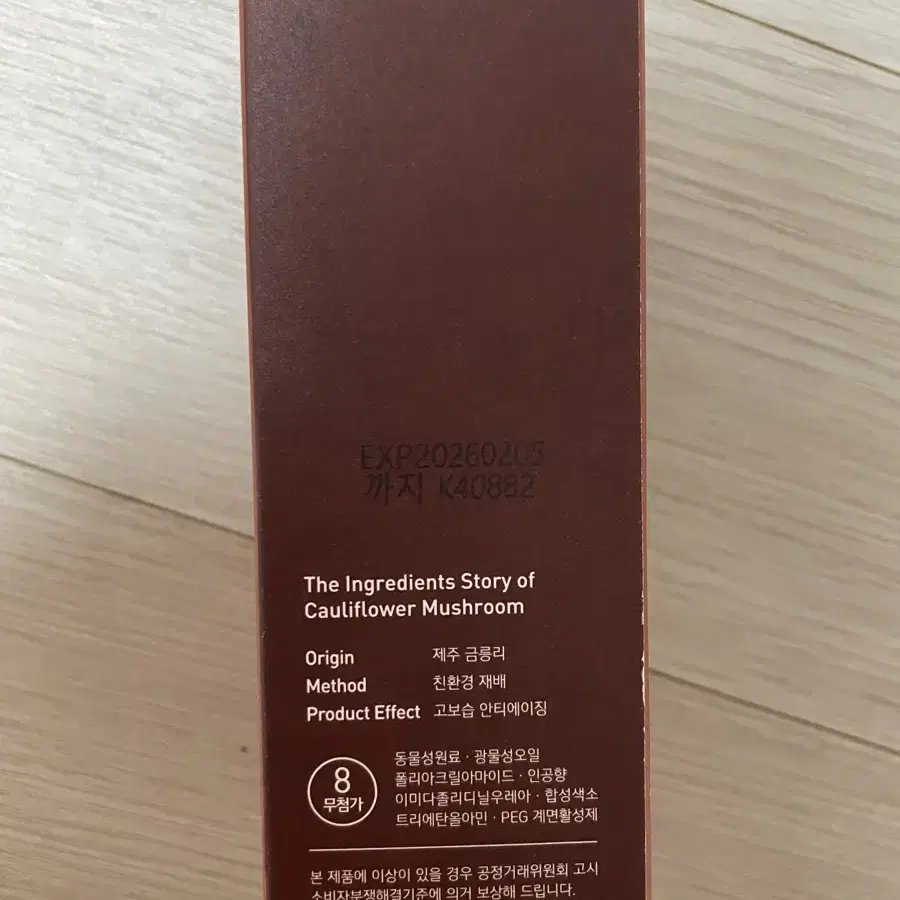 EXP20260205
까지 K40882
The Ingredients Story of
Cauliflower Mushroom
Origin 제주 금릉리
Method 친환경 재배
Product Effect 고보습 안티에이징
8
무첨가
동물성원료 · 광물성오일
폴리아크릴아마이드 · 인공향
이미다졸리디닐우레아 · 합성색소
트리에탄올아민 · PEG 계면활성제
본 제품에 이상이 있을 경우 공정거래위원회 고시
소비자분쟁해결기준에 의거 보상해 드립니다.